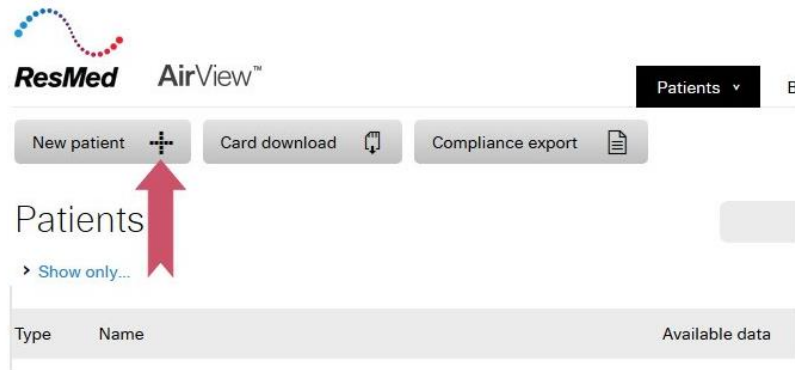 ResMed AirView™
Patients
New patient Card download Compliance export
Patients
Show only...
Type Name Available data